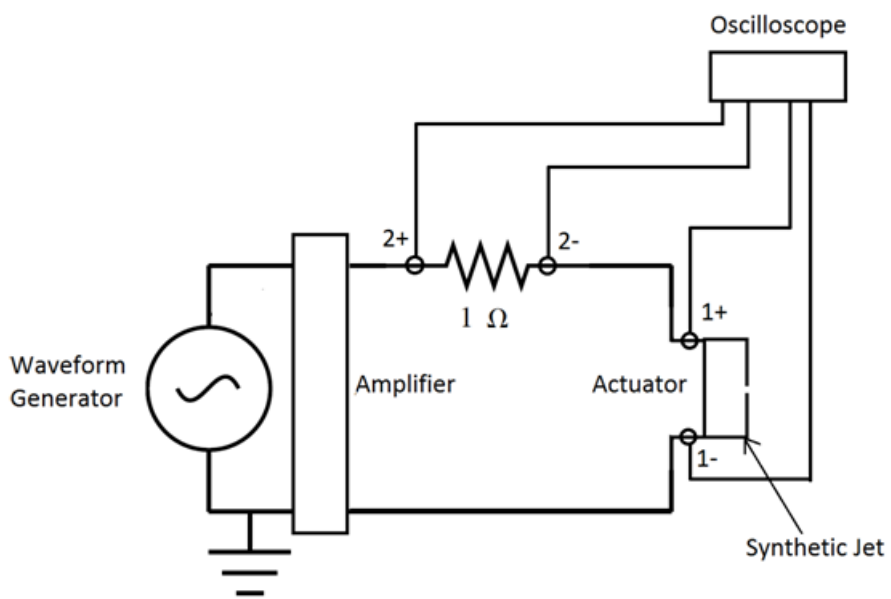 Oscilloscope
2+
2-
1 Ω
1+
Waveform
Generator
Amplifier
Actuator
1-
Synthetic Jet